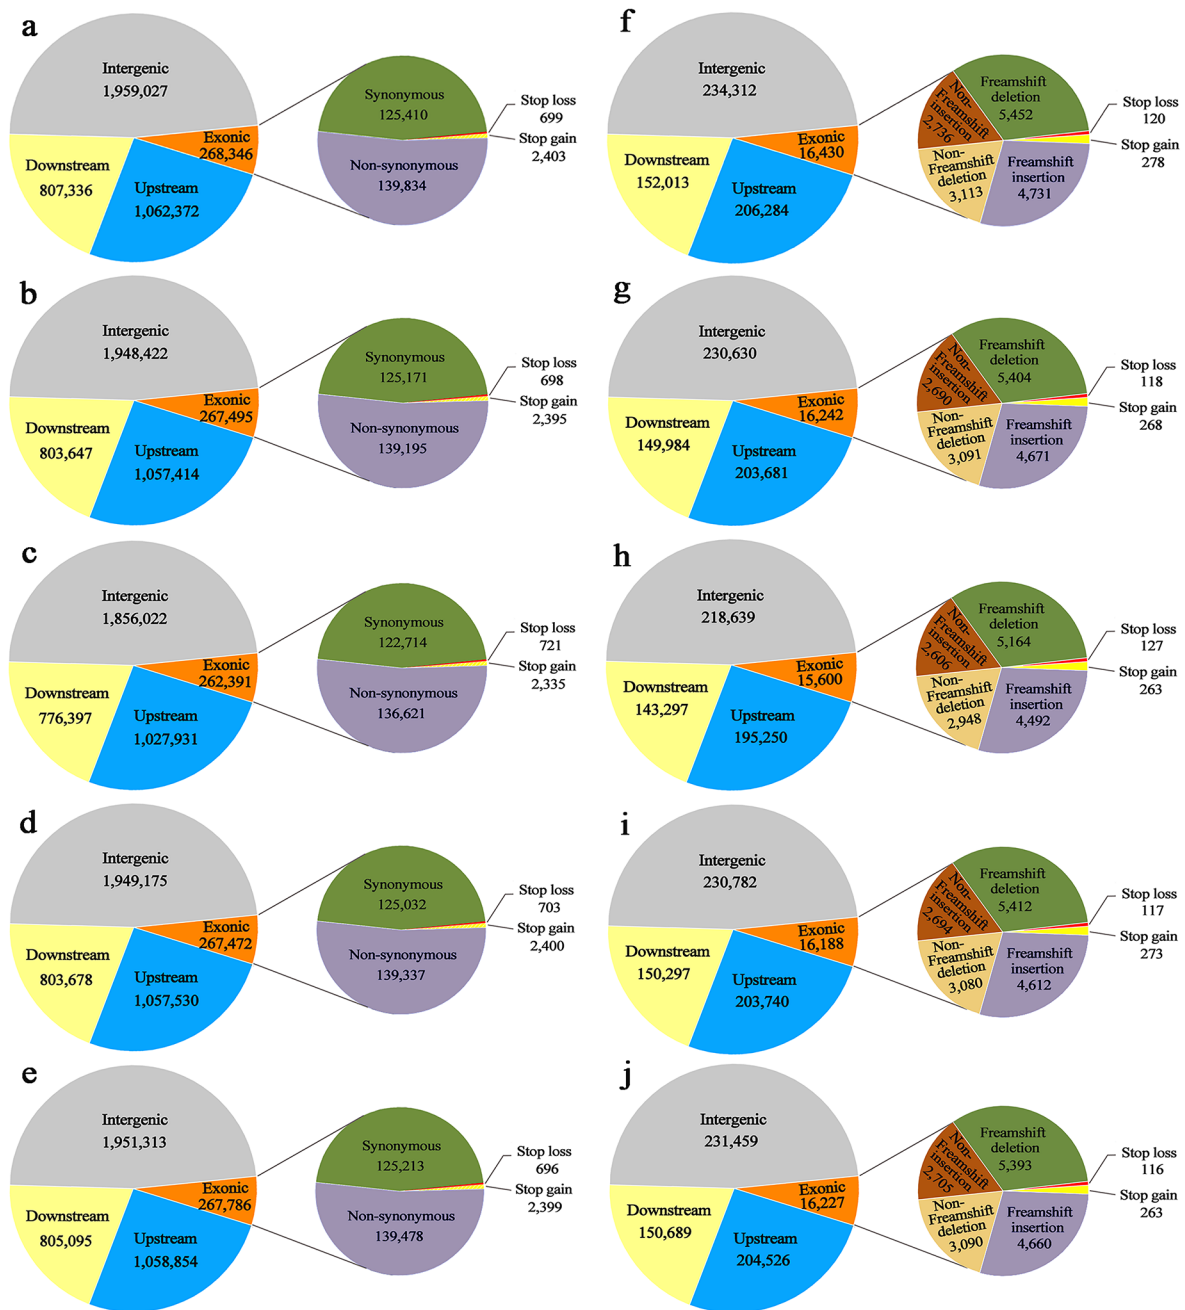 a
Intergenic
1,959,027
Exonic
268,346
Upstream
1,062,372
Downstream
807,336
Synonymous
125,410
Stop loss
699
Stop gain
2,403
Non-synonymous
139,834
f
Intergenic
234,312
Exonic
16,430
Upstream
206,284
Downstream
152,013
Freamshift
deletion
5,452
Non-
Freamshift
insertion
2,736
Non-
Freamshift
deletion
3,113
Freamshift
insertion
4,731
Stop loss
120
Stop gain
278
b
Intergenic
1,948,422
Exonic
267,495
Upstream
1,057,414
Downstream
803,647
Synonymous
125,171
Stop loss
698
Stop gain
2,395
Non-synonymous
139,195
g
Intergenic
230,630
Exonic
16,242
Upstream
203,681
Downstream
149,984
Freamshift
deletion
5,404
Non-
Freamshift
insertion
2,690
Non-
Freamshift
deletion
3,091
Freamshift
insertion
4,671
Stop loss
118
Stop gain
268
c
Intergenic
1,856,022
Exonic
262,391
Upstream
1,027,931
Downstream
776,397
Synonymous
122,714
Stop loss
721
Stop gain
2,335
Non-synonymous
136,621
h
Intergenic
218,639
Exonic
15,600
Upstream
195,250
Downstream
143,297
Freamshift
deletion
5,164
Non-
Freamshift
insertion
2,606
Non-
Freamshift
deletion
2,948
Freamshift
insertion
4,492
Stop loss
127
Stop gain
263
d
Intergenic
1,949,175
Exonic
267,472
Upstream
1,057,530
Downstream
803,678
Synonymous
125,032
Stop loss
703
Stop gain
2,400
Non-synonymous
139,337
i
Intergenic
230,782
Exonic
16,188
Upstream
203,740
Downstream
150,297
Freamshift
deletion
5,412
Non-
Freamshift
insertion
2,694
Non-
Freamshift
deletion
3,080
Freamshift
insertion
4,612
Stop loss
117
Stop gain
273
e
Intergenic
1,951,313
Exonic
267,786
Upstream
1,058,854
Downstream
805,095
Synonymous
125,213
Stop loss
696
Stop gain
2,399
Non-synonymous
139,478
j
Intergenic
231,459
Exonic
16,227
Upstream
204,526
Downstream
150,689
Freamshift
deletion
5,393
Non-
Freamshift
insertion
2,705
Non-
Freamshift
deletion
3,090
Freamshift
insertion
4,660
Stop loss
116
Stop gain
263